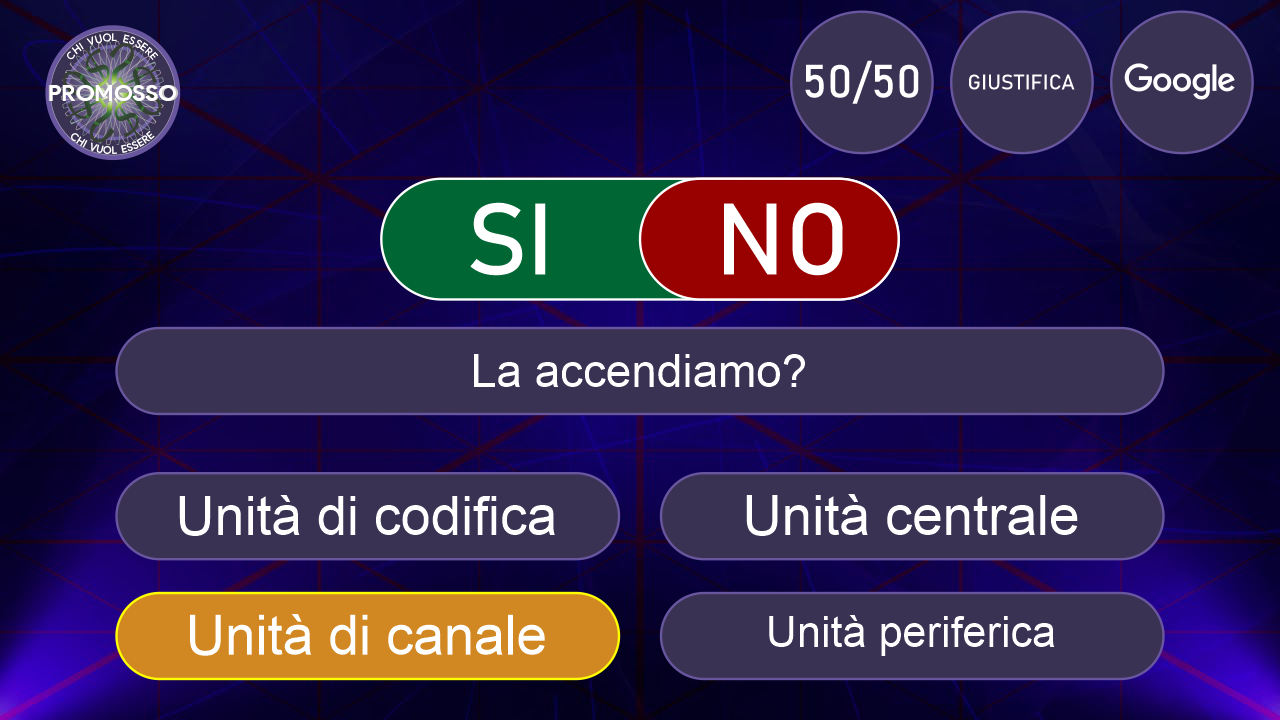 CHI VUOL ESSERE
PROMOSSO
CHI VUOL ESSERE
50/50
GIUSTIFICA
Google
SI
NO
La accendiamo?
Unità di codifica
Unità centrale
Unità di canale
Unità periferica